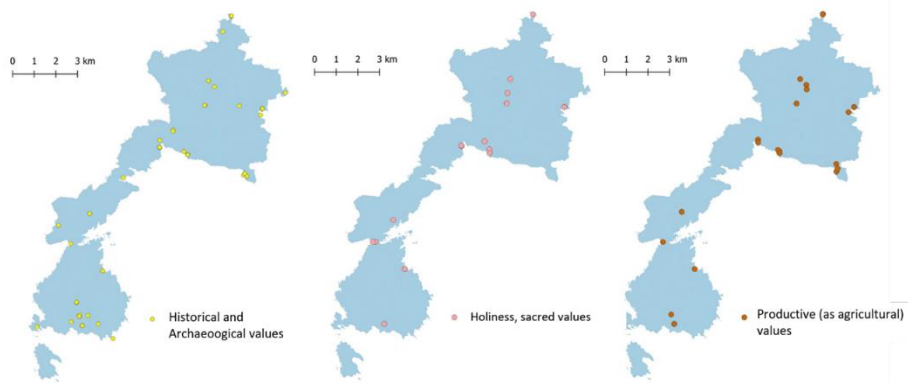 0 1 2 3 km
0 1 2 3 km
0 1 2 3 km
Historical and
Archaeoogical values
Holiness, sacred values
Productive (as agricultural)
values